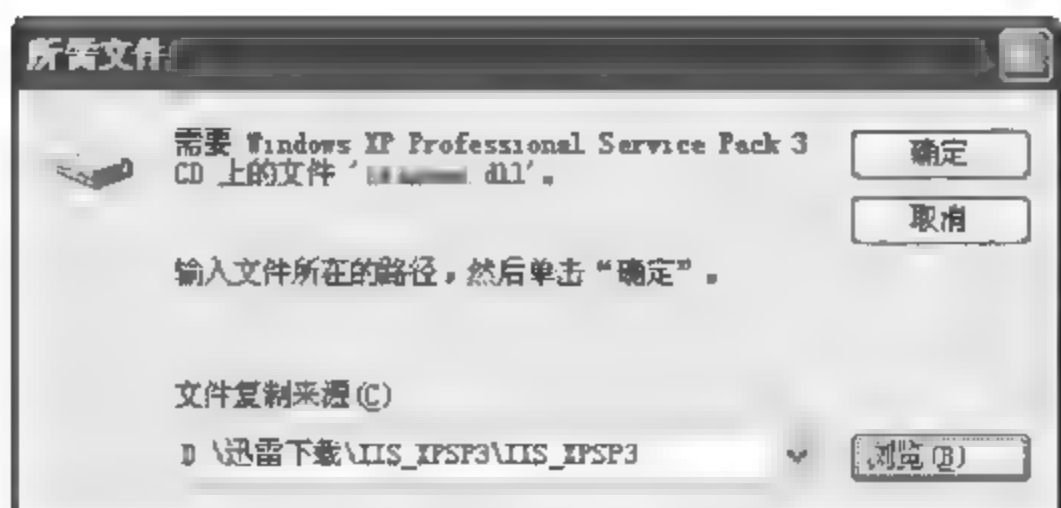 所需文件
需要 Windows XP Professional Service Pack 3
CD 上的文件 ' dll'。
确定
取消
输入文件所在的路径，然后单击“确定”。
文件复制来源(C)
D \迅雷下载\IIS_XPSP3\IIS_XPSP3
浏览(B)